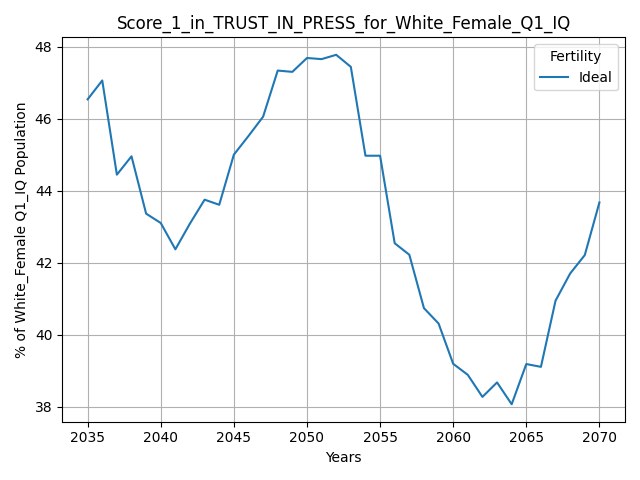 Score_1_in_TRUST_IN_PRESS_for_White_Female_Q1_IQ
Fertility
Ideal
% of White_Female Q1_IQ Population
48
46
44
42
40
38
2035 2040 2045 2050 2055 2060 2065 2070
Years